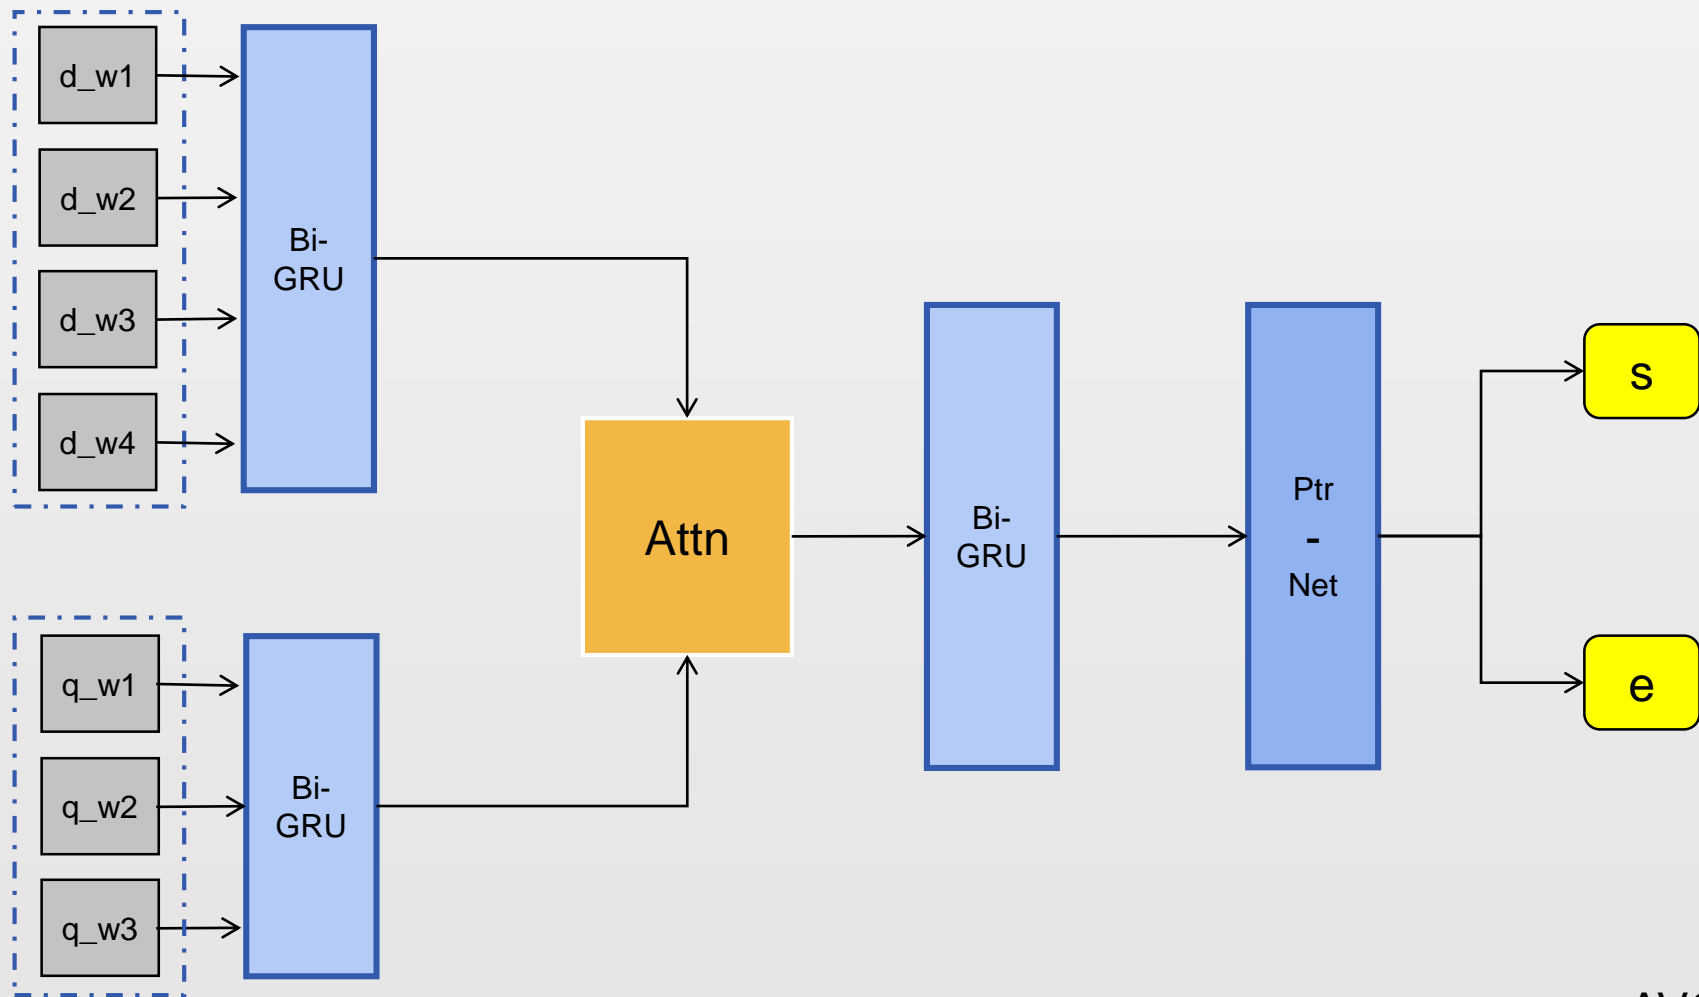 d_w1
d_w2
d_w3
d_w4
Bi-
GRU
q_w1
q_w2
q_w3
Bi-
GRU
Attn
Bi-
GRU
Ptr
-
Net
s
e